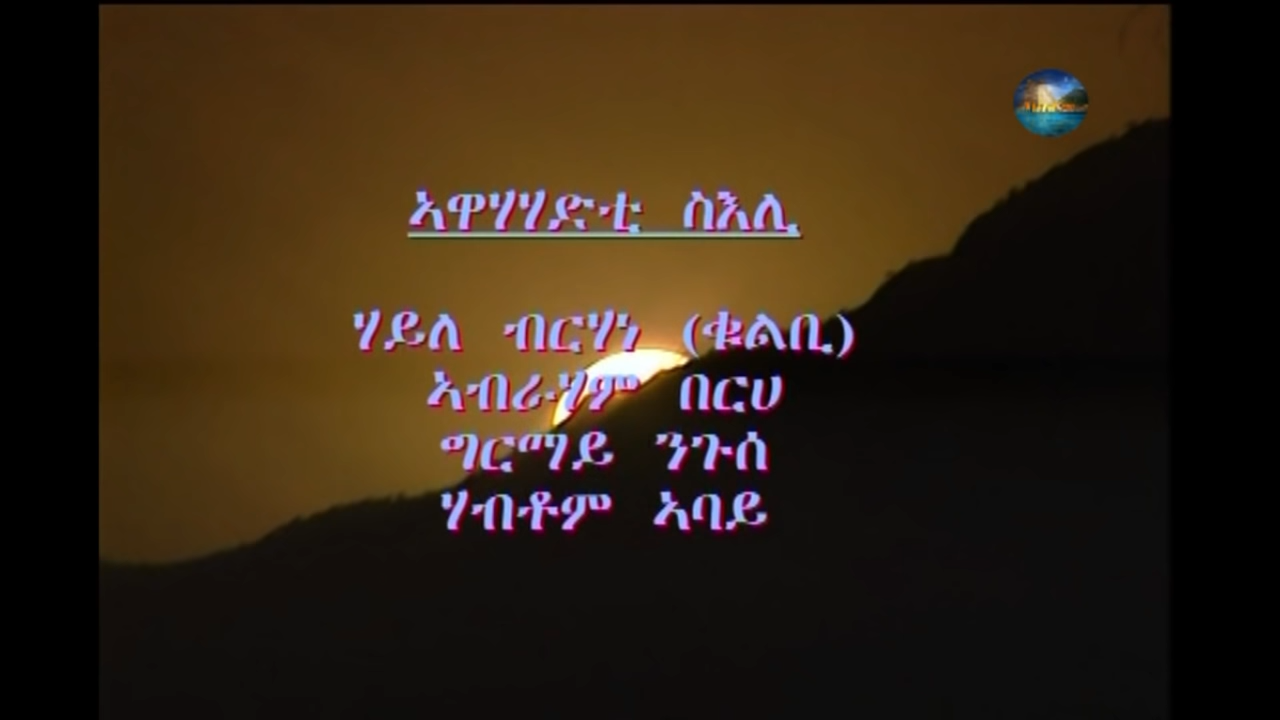 ኣዋሃሃድቲ ስእሊ
ሃይለ ብርሃነ (ቁልቢ)
ኣብራሃም በርሀ
ግርማይ ንጉሰ
ሃብቶም ኣባይ